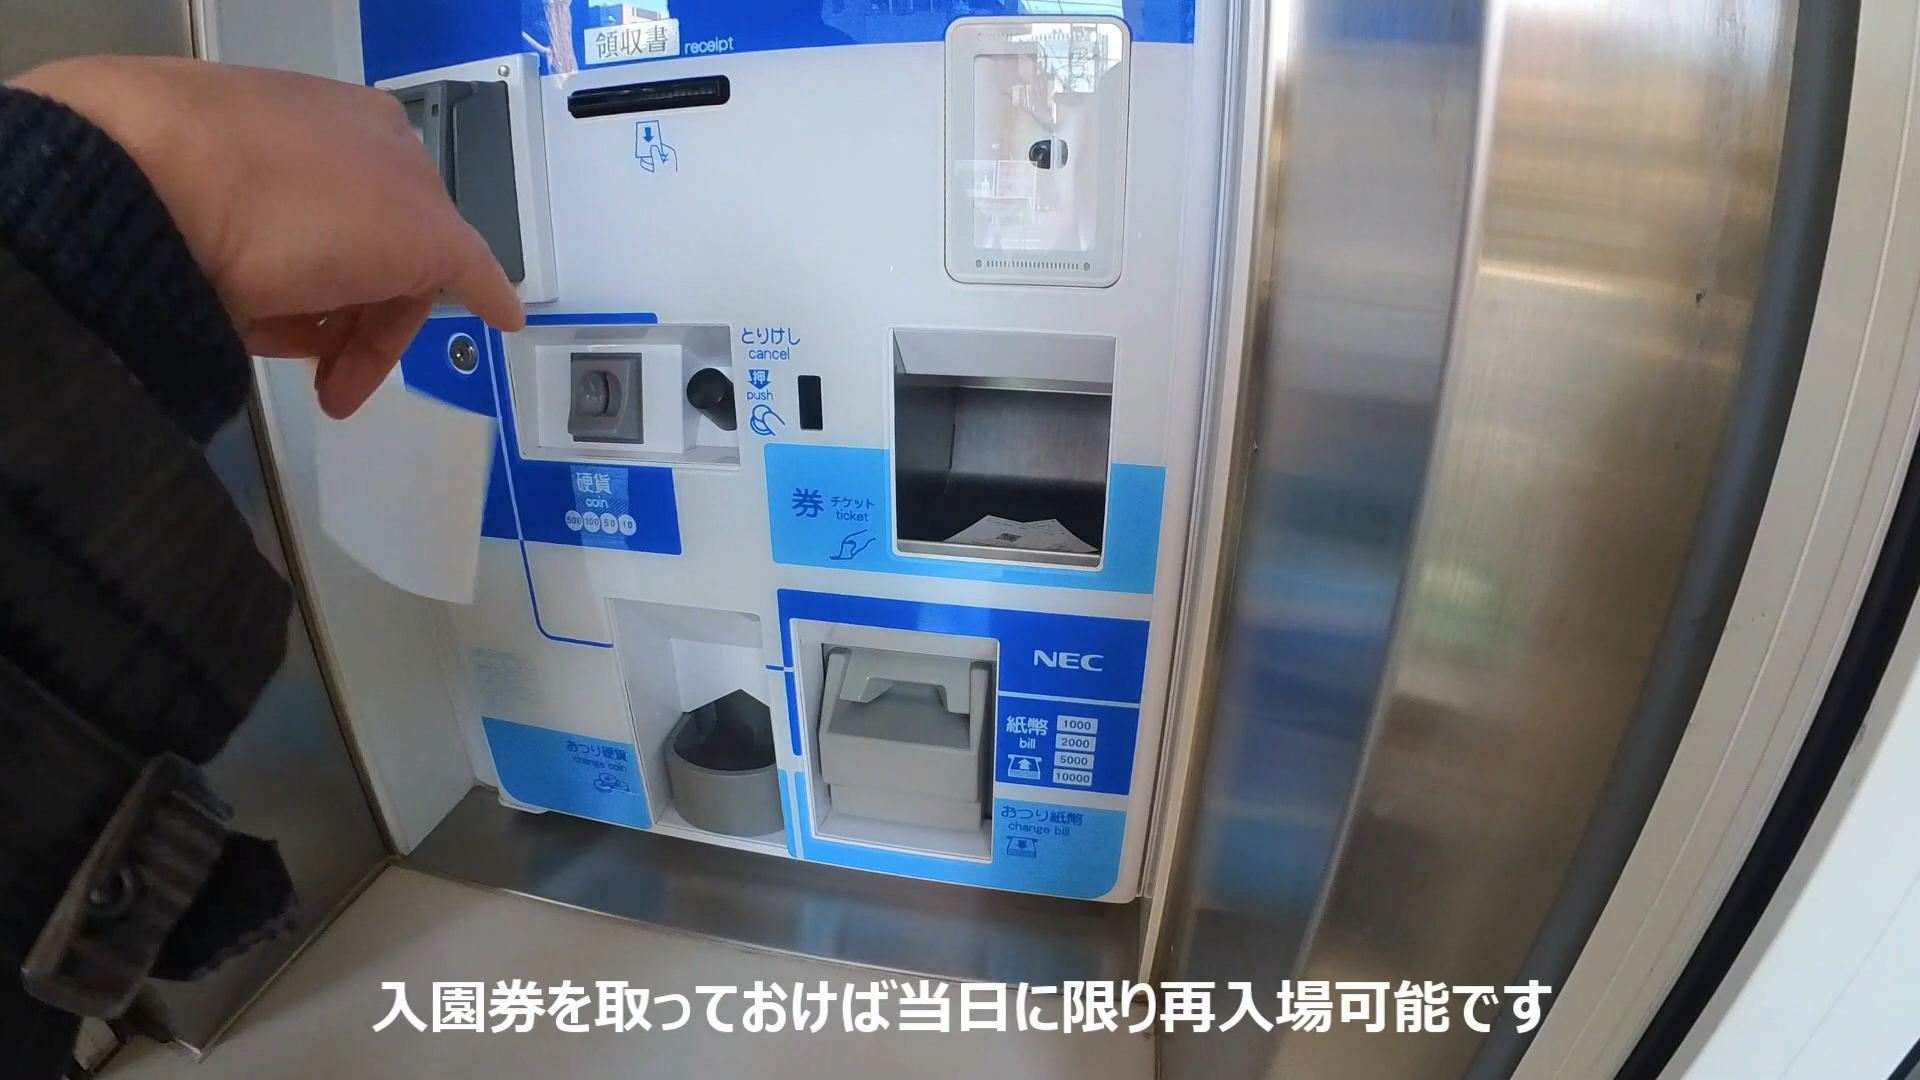 領収書 receipt
とりけし
cancel
押
push
硬貨
coin
500 100 50 10
券 チケット
ticket
NEC
紙幣
bill
1000
2000
5000
10000
おつり硬貨
change coin
おつり紙幣
change bill
入園券を取っておけば当日に限り再入場可能です